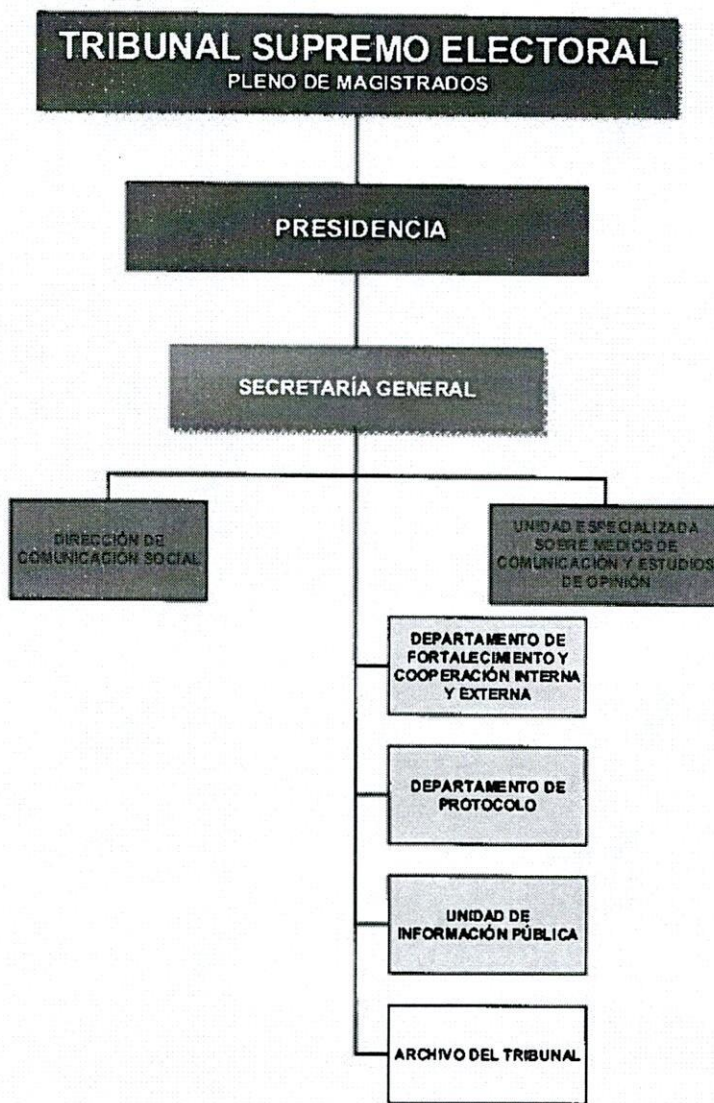 TRIBUNAL SUPREMO ELECTORAL
PLENO DE MAGISTRADOS
PRESIDENCIA
SECRETARÍA GENERAL
DIRECCIÓN DE
COMUNICACIÓN SOCIAL
UNIDAD ESPECIALIZADA
SOBRE MEDIOS DE
COMUNICACIÓN Y ESTUDIOS
DE OPINIÓN
DEPARTAMENTO DE
FORTALECIMIENTO Y
COOPERACIÓN INTERNA
Y EXTERNA
DEPARTAMENTO DE
PROTOCOLO
UNIDAD DE
INFORMACIÓN PÚBLICA
ARCHIVO DEL TRIBUNAL